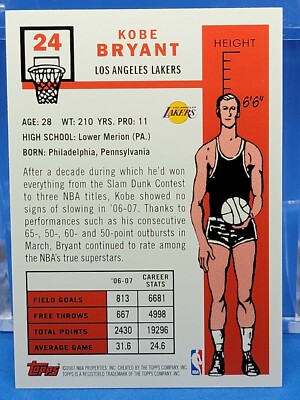 24
KOBE
BRYANT
LOS ANGELES LAKERS
HEIGHT
6'6"
LAKERS
AGE: 28 WT: 210 YRS. PRO: 11
HIGH SCHOOL: Lower Merion (PA.)
BORN: Philadelphia, Pennsylvania
After a decade during which he'd won
everything from the Slam Dunk Contest
to three NBA titles, Kobe showed no
signs of slowing in '06-07. Thanks to
performances such as his consecutive
65-, 50-, 60- and 50-point outbursts in
March, Bryant continued to rate among
the NBA's true superstars.
'06-07 CAREER STATS
FIELD GOALS 813 6681
FREE THROWS 667 4998
TOTAL POINTS 2430 19296
AVERAGE GAME 31.6 24.6
Topps
©2007 NBA PROPERTIES, INC. CREATED BY THE TOPPS COMPANY, INC.
TOPPS IS A REGISTERED TRADEMARK OF THE TOPPS COMPANY, INC.
NBA